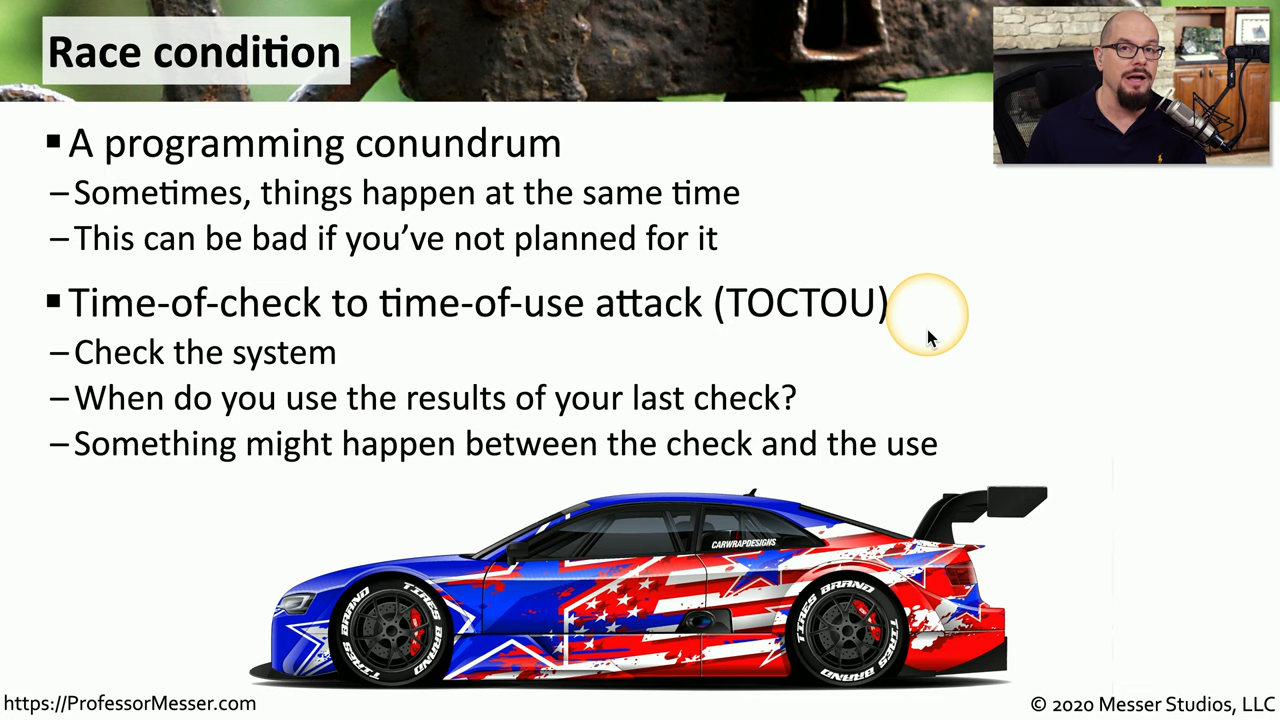 Race condition
▪ A programming conundrum
– Sometimes, things happen at the same time
– This can be bad if you’ve not planned for it
▪ Time-of-check to time-of-use attack (TOCTOU)
– Check the system
– When do you use the results of your last check?
– Something might happen between the check and the use
CARWRAPDESIGNS
TIRES BRAND
TIRES BRAND
TIRES BRAND
TIRES BRAND
https://ProfessorMesser.com
© 2020 Messer Studios, LLC